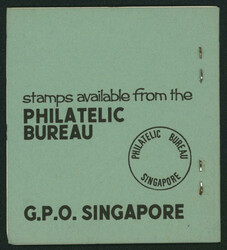 stamps available from the
PHILATELIC
BUREAU
PHILATELIC BUREAU
SINGAPORE
G.P.O. SINGAPORE